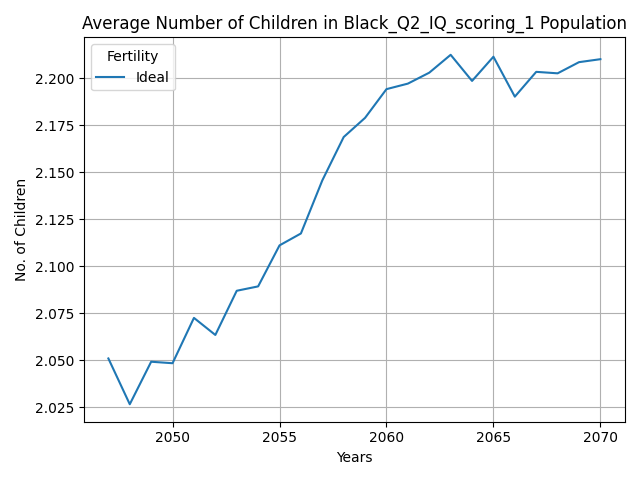 Average Number of Children in Black_Q2_IQ_scoring_1 Population
Fertility
Ideal
No. of Children
2.200
2.175
2.150
2.125
2.100
2.075
2.050
2.025
2050 2055 2060 2065 2070
Years